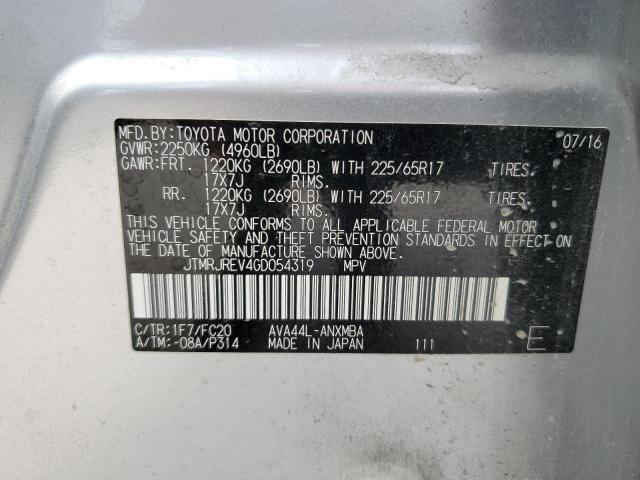 MFD.BY:TOYOTA MOTOR CORPORATION 07/16
GVWR:2250KG (4960LB)
GAWR:FRT. 1220KG (2690LB) WITH 225/65R17 TIRES.
17X7J RIMS.
RR. 1220KG (2690LB) WITH 225/65R17 TIRES.
17X7J RIMS.
THIS VEHICLE CONFORMS TO ALL APPLICABLE FEDERAL MOTOR
VEHICLE SAFETY AND THEFT PREVENTION STANDARDS IN EFFECT ON
THE DATE OF MANUFACTURE SHOWN ABOVE.
JTMRJREV4GD054319 MPV
C/TR:1F7/FC20 AVA44L-ANXMBA
A/TM:-08A/P314 MADE IN JAPAN 111 E